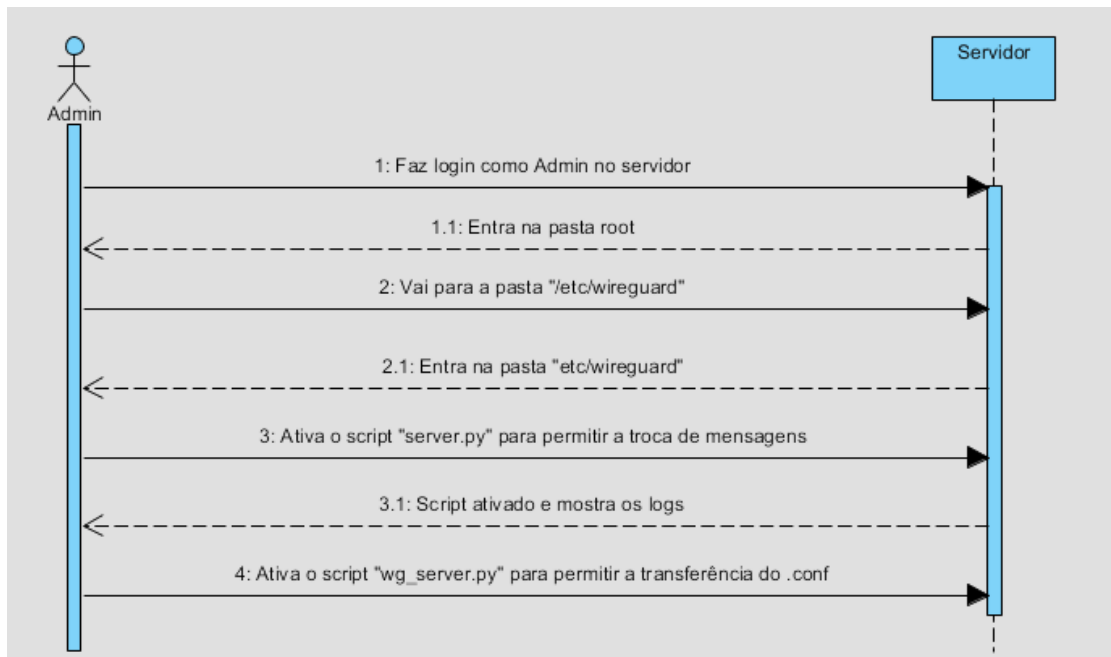 Servidor
Admin
1: Faz login como Admin no servidor
1.1: Entra na pasta root
2: Vai para a pasta "/etc/wireguard"
2.1: Entra na pasta "etc/wireguard"
3: Ativa o script "server.py" para permitir a troca de mensagens
3.1: Script ativado e mostra os logs
4: Ativa o script "wg_server.py" para permitir a transferência do .conf